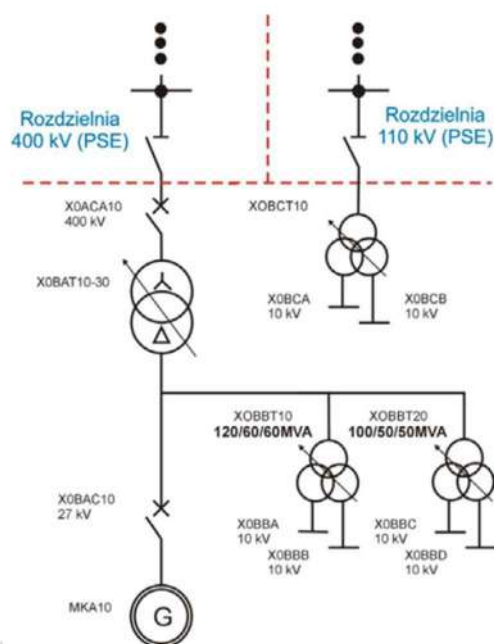 Rozdzielnia
400 kV (PSE)
Rozdzielnia
110 kV (PSE)
X0ACA10
400 kV
XOBCT10
X0BAT10-30
X0BCA
10 kV
X0BCB
10 kV
XOBBT10
120/60/60MVA
XOBBT20
100/50/50MVA
X0BAC10
27 kV
X0BBA
10 kV
X0BBB
10 kV
X0BBC
10 kV
X0BBD
10 kV
MKA10
G